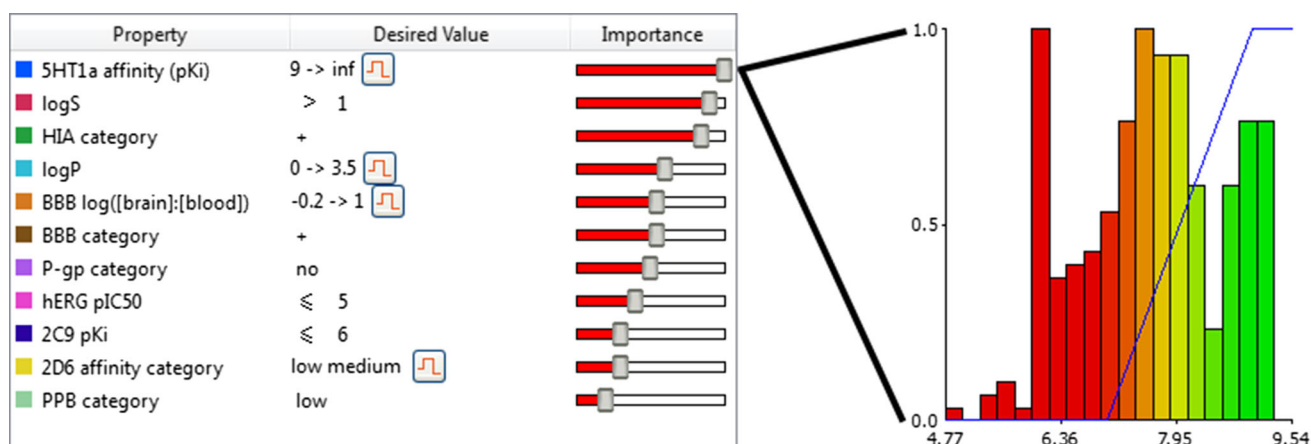 Property Desired Value Importance
5HT1a affinity (pKi) 9 -> inf
logS > 1
HIA category +
logP 0 -> 3.5
BBB log([brain]:[blood]) -0.2 -> 1
BBB category +
P-gp category no
hERG pIC50 ⩽ 5
2C9 pKi ⩽ 6
2D6 affinity category low medium
PPB category low
1.0
0.5
0.0
4.77 6.36 7.95 9.54